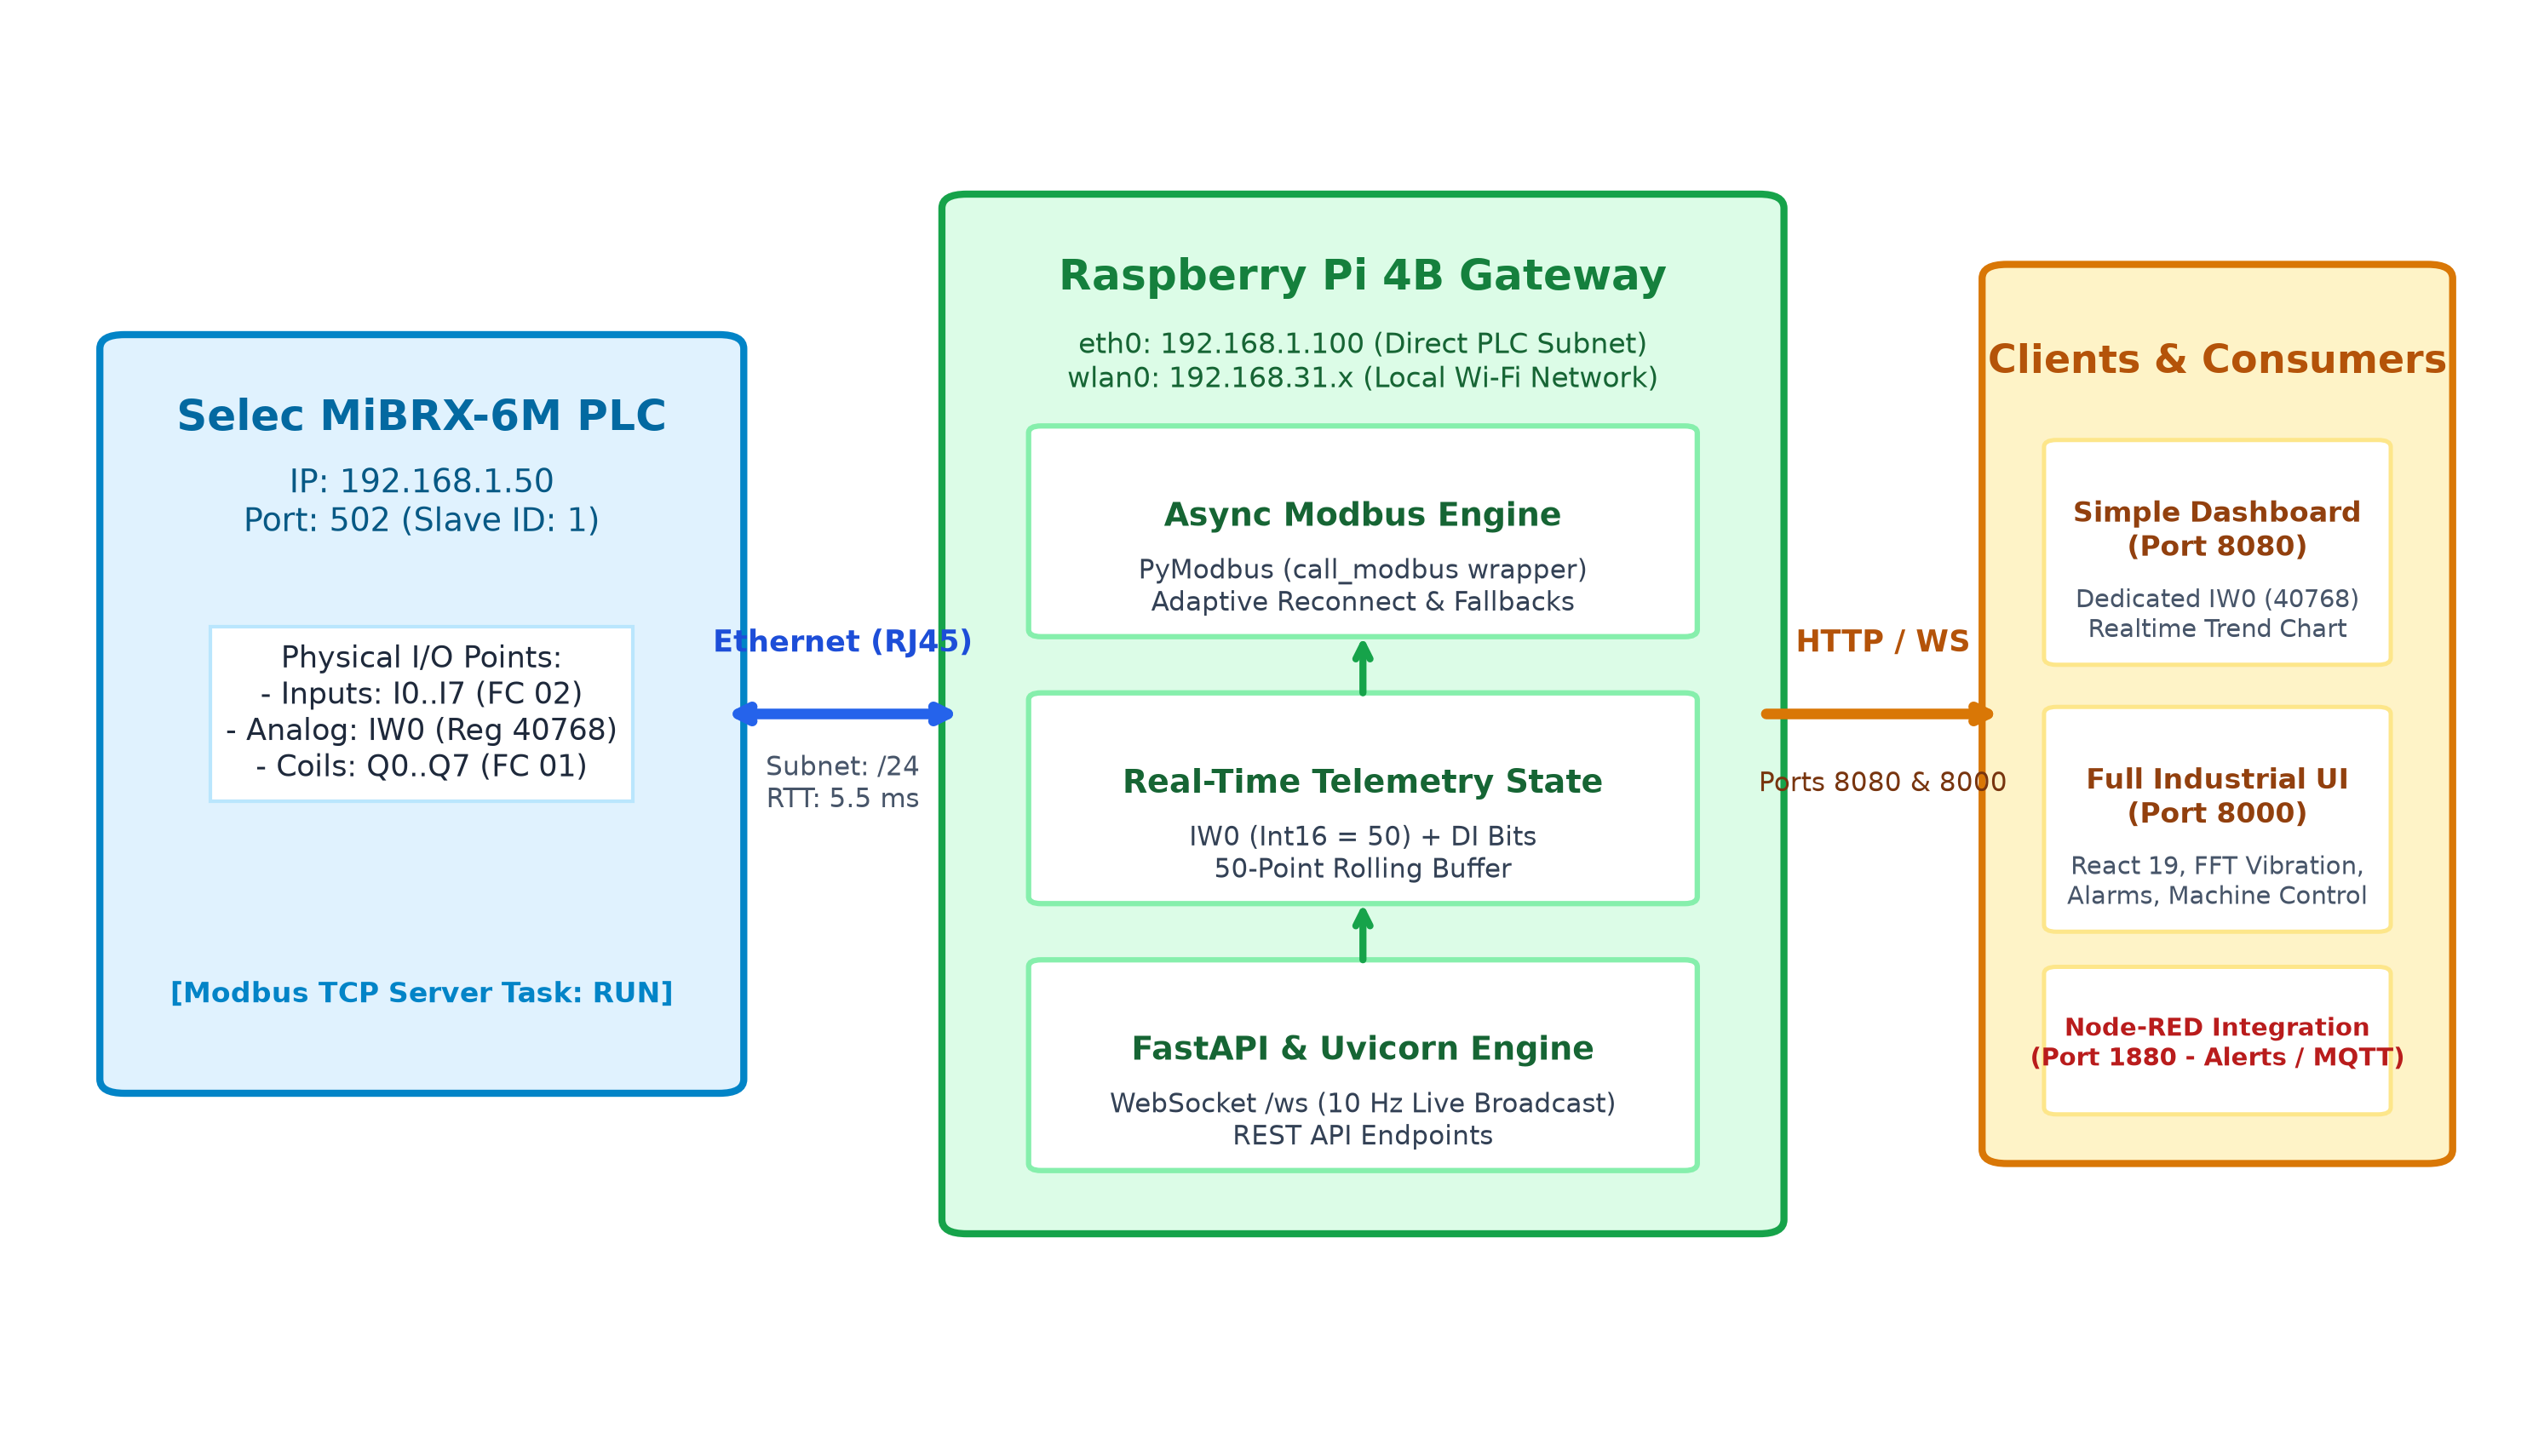 Selec MiBRX-6M PLC
IP: 192.168.1.50
Port: 502 (Slave ID: 1)
Physical I/O Points:
- Inputs: I0..I7 (FC 02)
- Analog: IW0 (Reg 40768)
- Coils: Q0..Q7 (FC 01)
[Modbus TCP Server Task: RUN]
Ethernet (RJ45)
Subnet: /24
RTT: 5.5 ms
Raspberry Pi 4B Gateway
eth0: 192.168.1.100 (Direct PLC Subnet)
wlan0: 192.168.31.x (Local Wi-Fi Network)
Async Modbus Engine
PyModbus (call_modbus wrapper)
Adaptive Reconnect & Fallbacks
Real-Time Telemetry State
IW0 (Int16 = 50) + DI Bits
50-Point Rolling Buffer
FastAPI & Uvicorn Engine
WebSocket /ws (10 Hz Live Broadcast)
REST API Endpoints
HTTP / WS
Ports 8080 & 8000
Clients & Consumers
Simple Dashboard
(Port 8080)
Dedicated IW0 (40768)
Realtime Trend Chart
Full Industrial UI
(Port 8000)
React 19, FFT Vibration,
Alarms, Machine Control
Node-RED Integration
(Port 1880 - Alerts / MQTT)